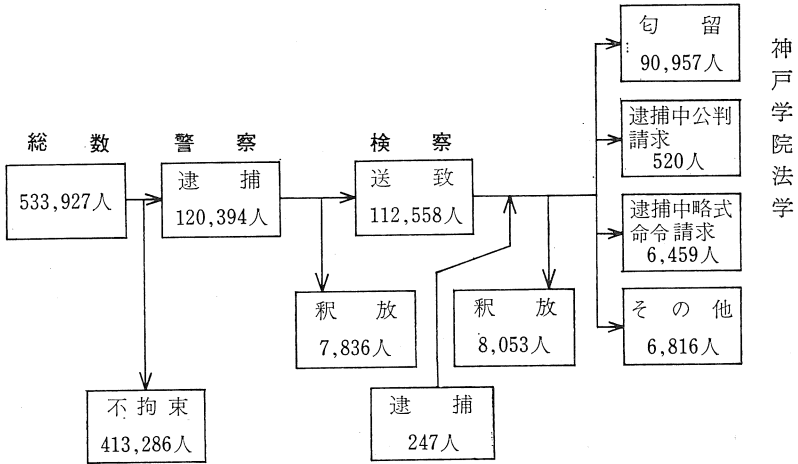 総数
533,927人
警察
逮捕
120,394人
検察
送致
112,558人
釈放
7,836人
釈放
8,053人
不拘束
413,286人
逮捕
247人
勾留
90,957人
逮捕中公判
請求
520人
逮捕中略式
命令請求
6,459人
その他
6,816人
神戸学院法学